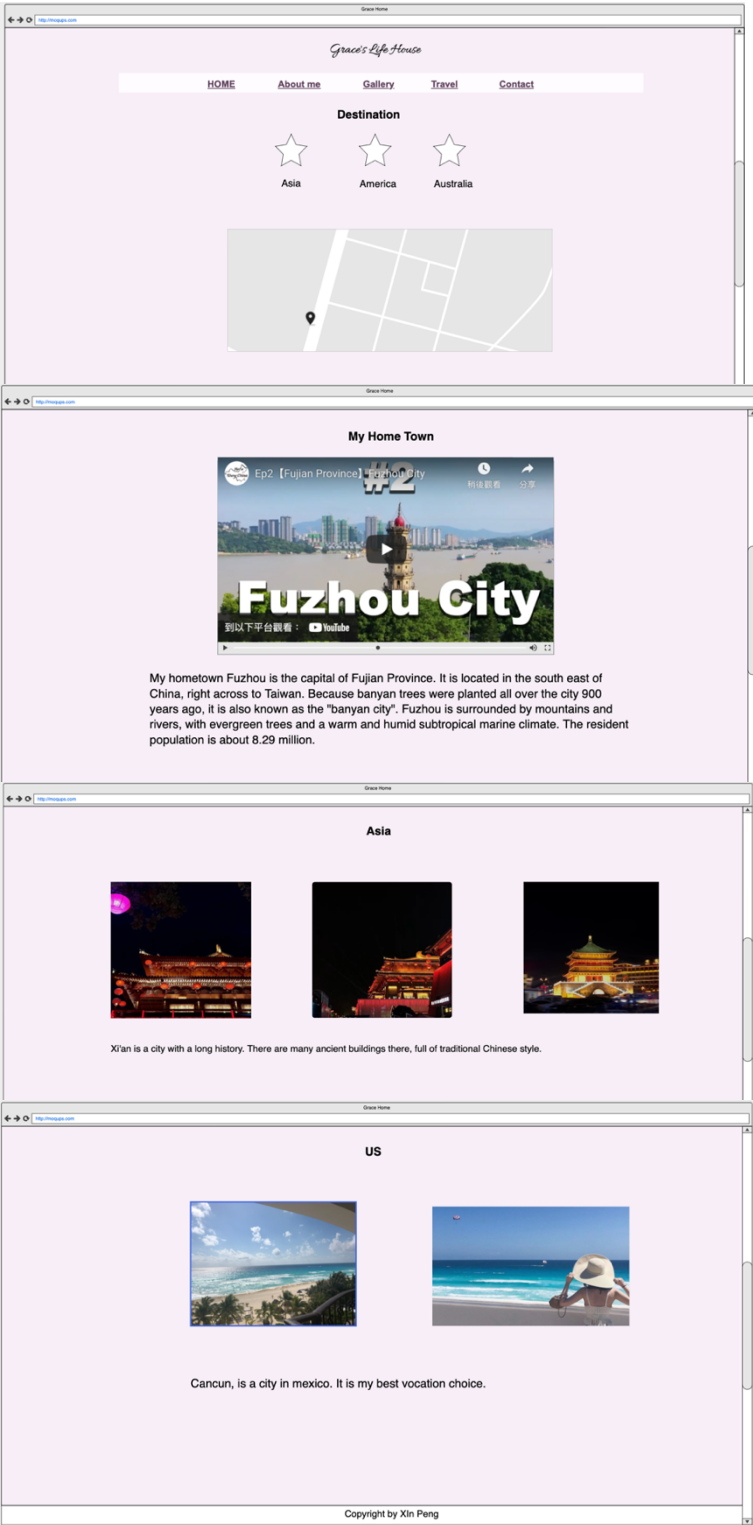 Grace Home
http://moqups.com
Grace's Life House
HOME About me Gallery Travel Contact
Destination
Asia America Australia
Grace Home
http://moqups.com
My Home Town
Ep2【Fujian Province】Fuzhou City
#2
稍後觀看 分享
Fuzhou City
到以下平台觀看： YouTube
My hometown Fuzhou is the capital of Fujian Province. It is located in the south east of
China, right across to Taiwan. Because banyan trees were planted all over the city 900
years ago, it is also known as the "banyan city". Fuzhou is surrounded by mountains and
rivers, with evergreen trees and a warm and humid subtropical marine climate. The resident
population is about 8.29 million.
Grace Home
http://moqups.com
Asia
Xi'an is a city with a long history. There are many ancient buildings there, full of traditional Chinese style.
Grace Home
http://moqups.com
US
Cancun, is a city in mexico. It is my best vocation choice.
Copyright by XIn Peng